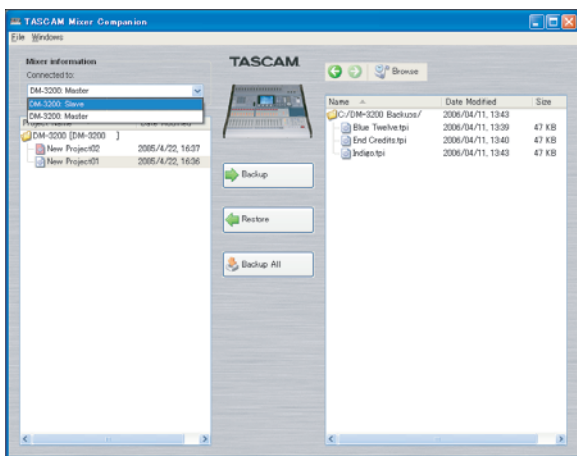 TASCAM Mixer Companion
File Windows
Mixer information
Connected to:
DM-3200: Master
DM-3200: Slave
DM-3200: Master
Project Name Date Modified
DM-3200 [DM-3200 ]
New Project02 2005/4/22, 16:37
New Project01 2005/4/22, 16:36
TASCAM
Backup
Restore
Backup All
Browse
Name Date Modified Size
C:/DM-3200 Backups/ 2006/04/11, 13:43
Blue Twelve.tpi 2006/04/11, 13:39 47 KB
End Credits.tpi 2006/04/11, 13:40 47 KB
Indigo.tpi 2006/04/11, 13:43 47 KB